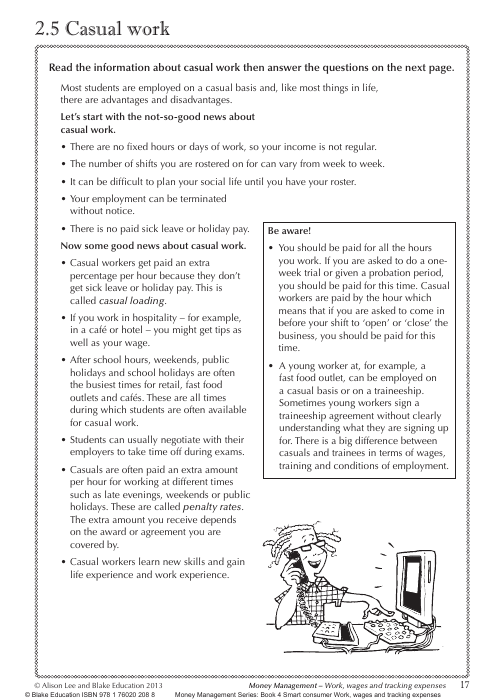 2.5 Casual work
Read the information about casual work then answer the questions on the next page.
Most students are employed on a casual basis and, like most things in life,
there are advantages and disadvantages.
Let's start with the not-so-good news about
casual work.
• There are no fixed hours or days of work, so your income is not regular.
• The number of shifts you are rostered on for can vary from week to week.
• It can be difficult to plan your social life until you have your roster.
• Your employment can be terminated
without notice.
• There is no paid sick leave or holiday pay.
Now some good news about casual work.
• Casual workers get paid an extra
percentage per hour because they don't
get sick leave or holiday pay. This is
called casual loading.
• If you work in hospitality – for example,
in a café or hotel – you might get tips as
well as your wage.
• After school hours, weekends, public
holidays and school holidays are often
the busiest times for retail, fast food
outlets and cafés. These are all times
during which students are often available
for casual work.
• Students can usually negotiate with their
employers to take time off during exams.
• Casuals are often paid an extra amount
per hour for working at different times
such as late evenings, weekends or public
holidays. These are called penalty rates.
The extra amount you receive depends
on the award or agreement you are
covered by.
• Casual workers learn new skills and gain
life experience and work experience.
Be aware!
• You should be paid for all the hours
you work. If you are asked to do a one-
week trial or given a probation period,
you should be paid for this time. Casual
workers are paid by the hour which
means that if you are asked to come in
before your shift to 'open' or 'close' the
business, you should be paid for this
time.
• A young worker at, for example, a
fast food outlet, can be employed on
a casual basis or on a traineeship.
Sometimes young workers sign a
traineeship agreement without clearly
understanding what they are signing up
for. There is a big difference between
casuals and trainees in terms of wages,
training and conditions of employment.
© Alison Lee and Blake Education 2013
Money Management – Work, wages and tracking expenses 17
© Blake Education ISBN 978 1 76020 208 8 Money Management Series: Book 4 Smart consumer Work, wages and tracking expenses